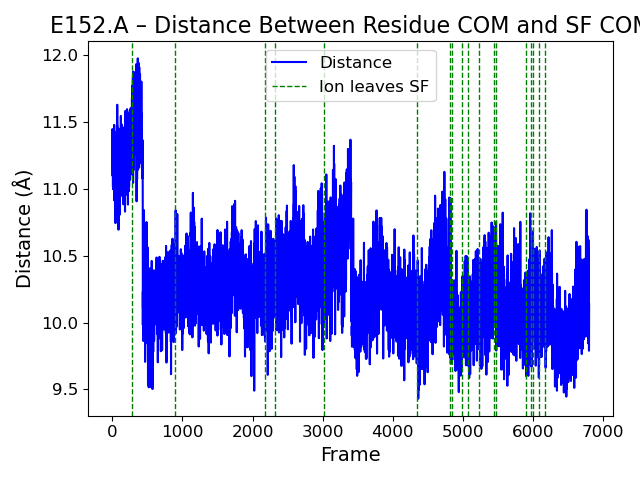 E152.A – Distance Between Residue COM and SF COM
Distance
Ion leaves SF
12.0
11.5
11.0
10.5
10.0
9.5
Distance (Å)
0 1000 2000 3000 4000 5000 6000 7000
Frame